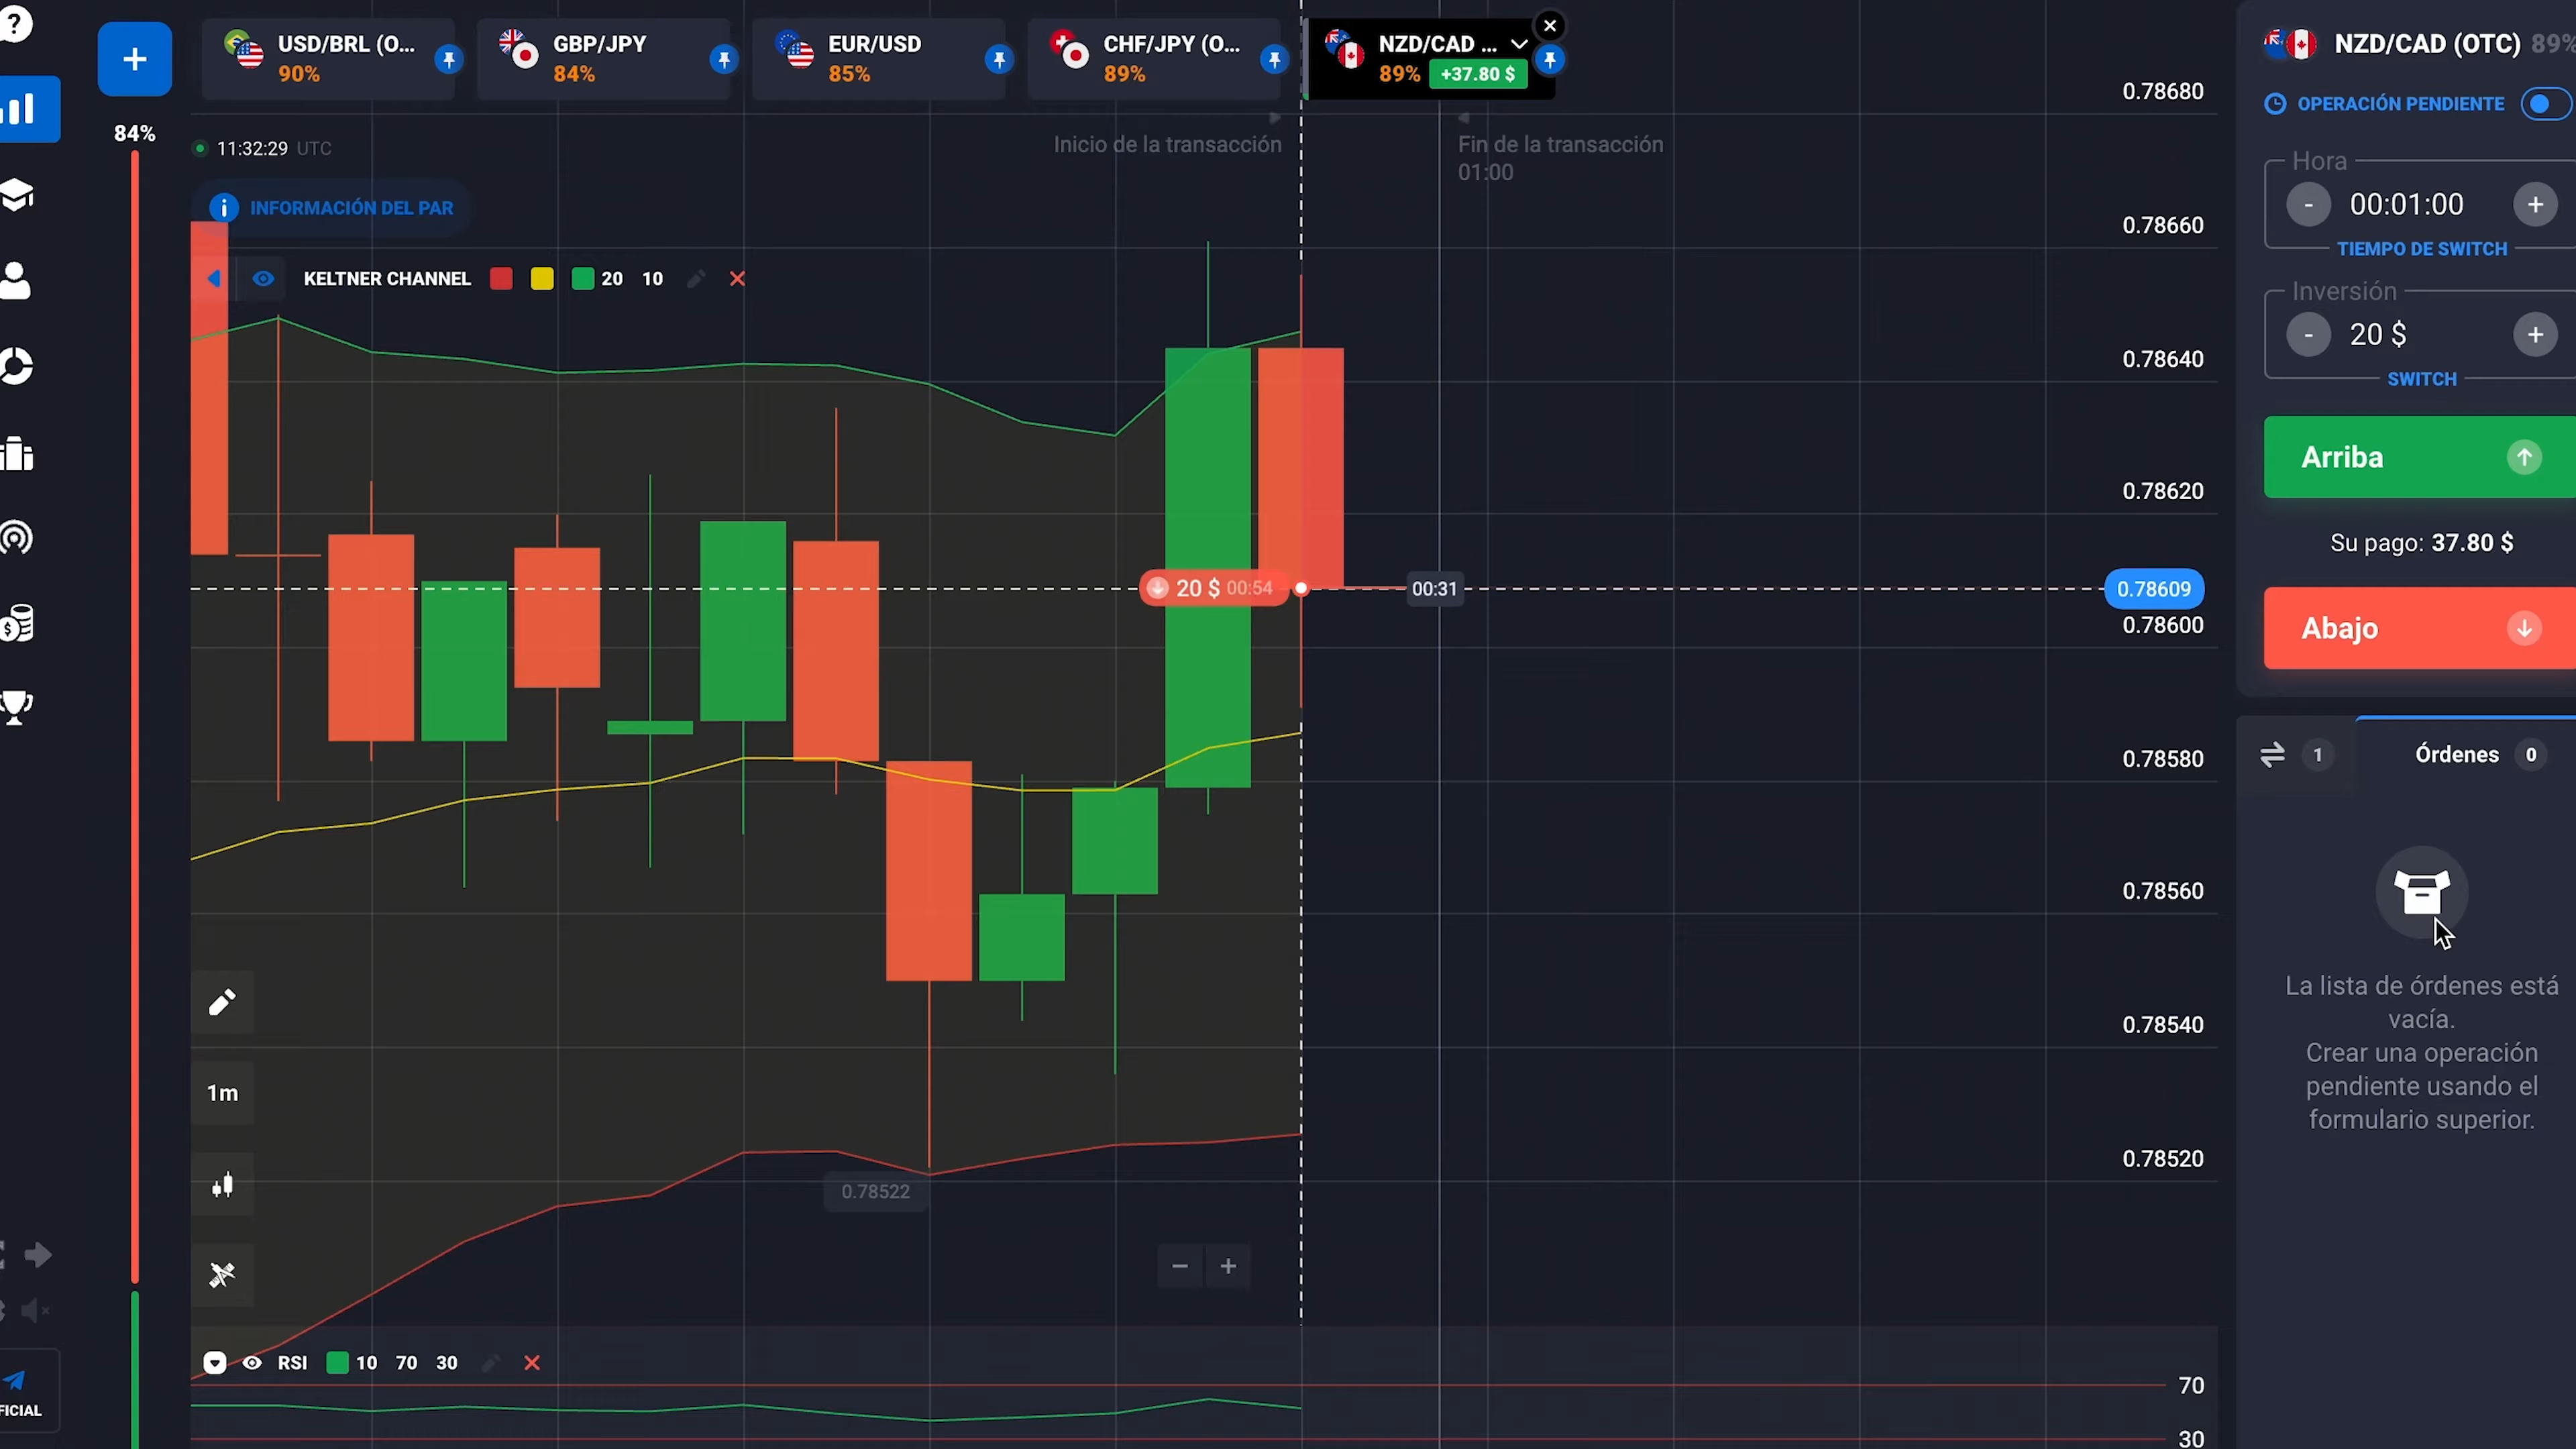 ?
+
USD/BRL (O...
90%
GBP/JPY
84%
EUR/USD
85%
CHF/JPY (O...
89%
NZD/CAD ...
89% +37.80 $
84%
11:32:29 UTC
INFORMACIÓN DEL PAR
KELTNER CHANNEL 20 10
Inicio de la transacción
Fin de la transacción
01:00
20 $ 00:54
00:31
0.78522
1m
− +
RSI 10 70 30
0.78680
0.78660
0.78640
0.78620
0.78609
0.78600
0.78580
0.78560
0.78540
0.78520
70
30
FICIAL
NZD/CAD (OTC) 89%
OPERACIÓN PENDIENTE
Hora
- 00:01:00 +
TIEMPO DE SWITCH
Inversión
- 20 $ +
SWITCH
Arriba
Su pago: 37.80 $
Abajo
1
Órdenes 0
La lista de órdenes está
vacía.
Crear una operación
pendiente usando el
formulario superior.